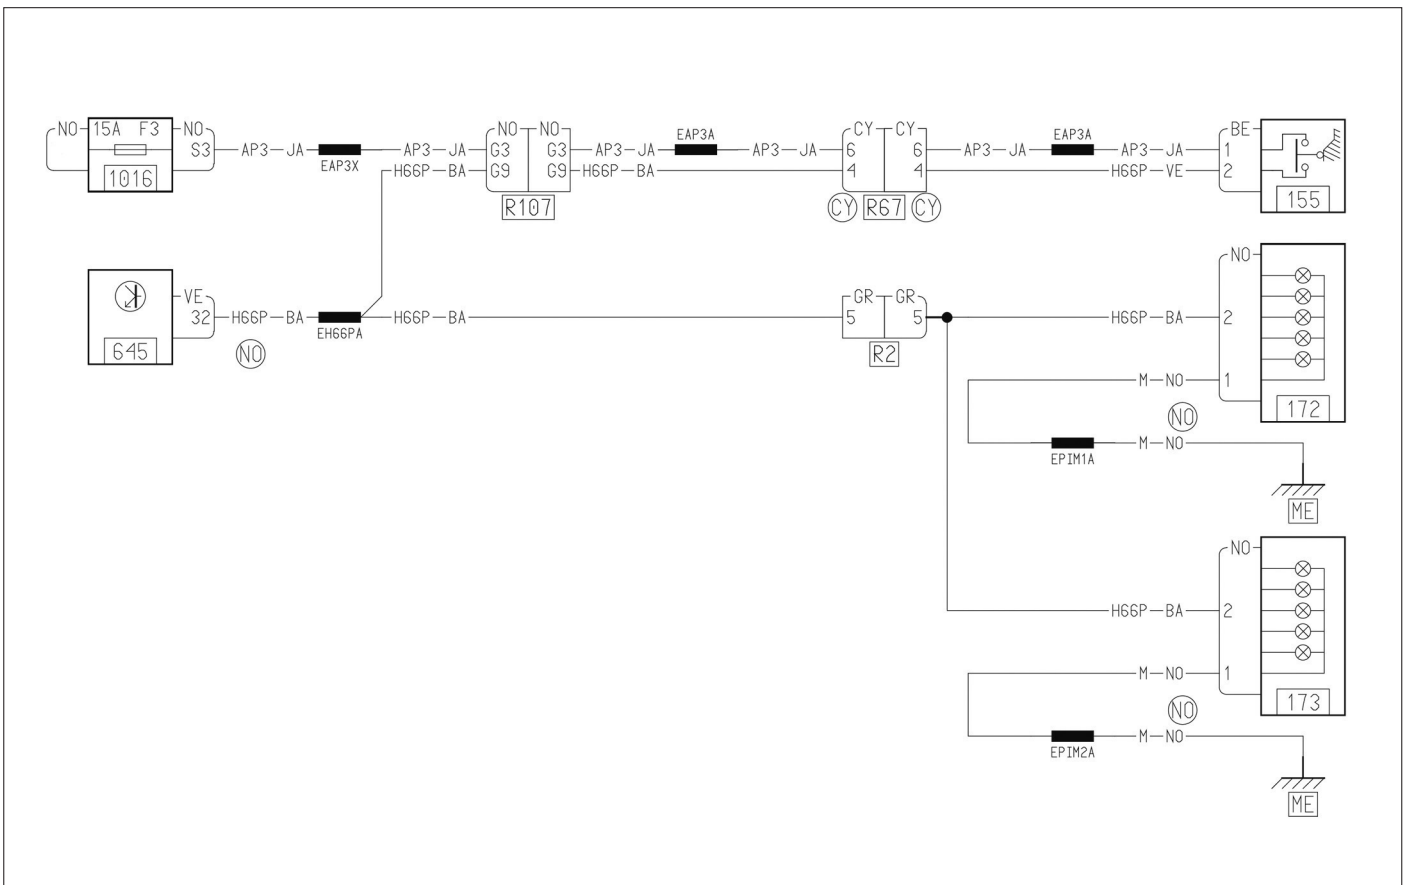 NO 15A F3 NO NO NO CY CY BE
S3 AP3 JA EAP3X AP3 JA G3 G3 AP3 JA EAP3A AP3 JA 6 6 AP3 JA EAP3A AP3 JA 1
1016 H66P BA G9 G9 H66P BA 4 4 H66P VE 2
R107 CY R67 CY 155
NO
VE GR GR
32 H66P BA EH66PA H66P BA 5 5 H66P BA 2
645 NO R2
M NO 1
172
NO
EPIM1A M NO
ME
NO
H66P BA 2
M NO 1
173
NO
EPIM2A M NO
ME